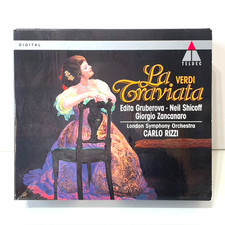 DIGITAL
TELDEC
VERDI
La
Traviata
Edita Gruberova · Neil Shicoff
Giorgio Zancanaro
London Symphony Orchestra
CARLO RIZZI